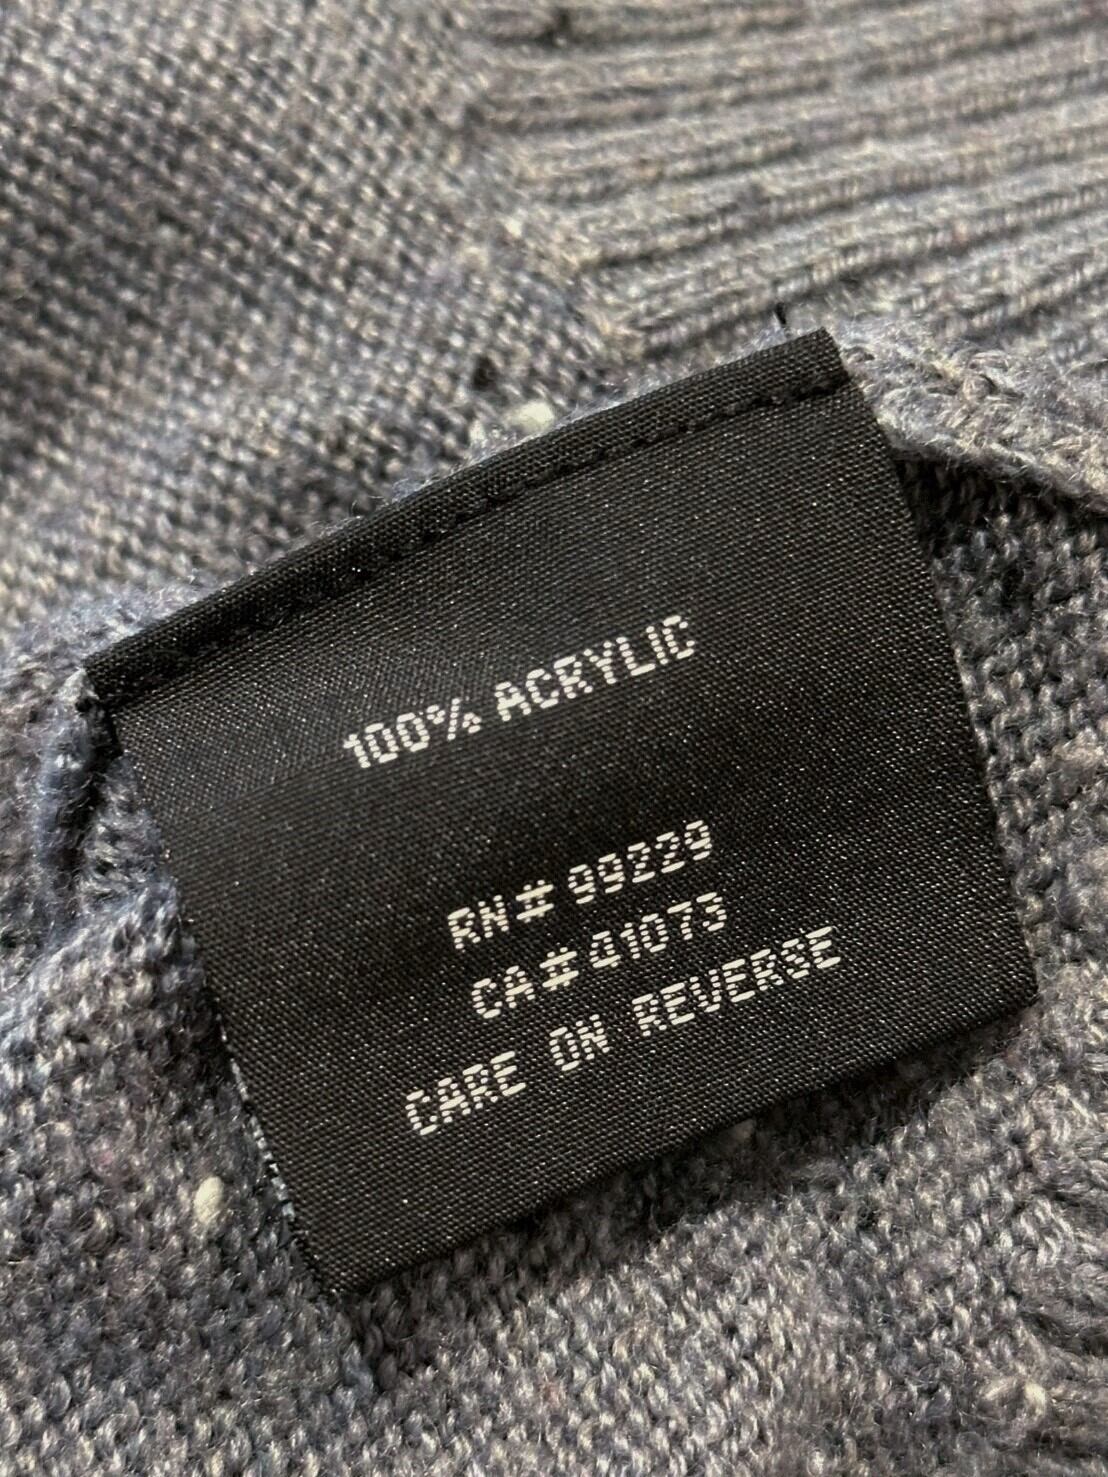 100% ACRYLIC
RN# 99229
CA# 41073
CARE ON REVERSE